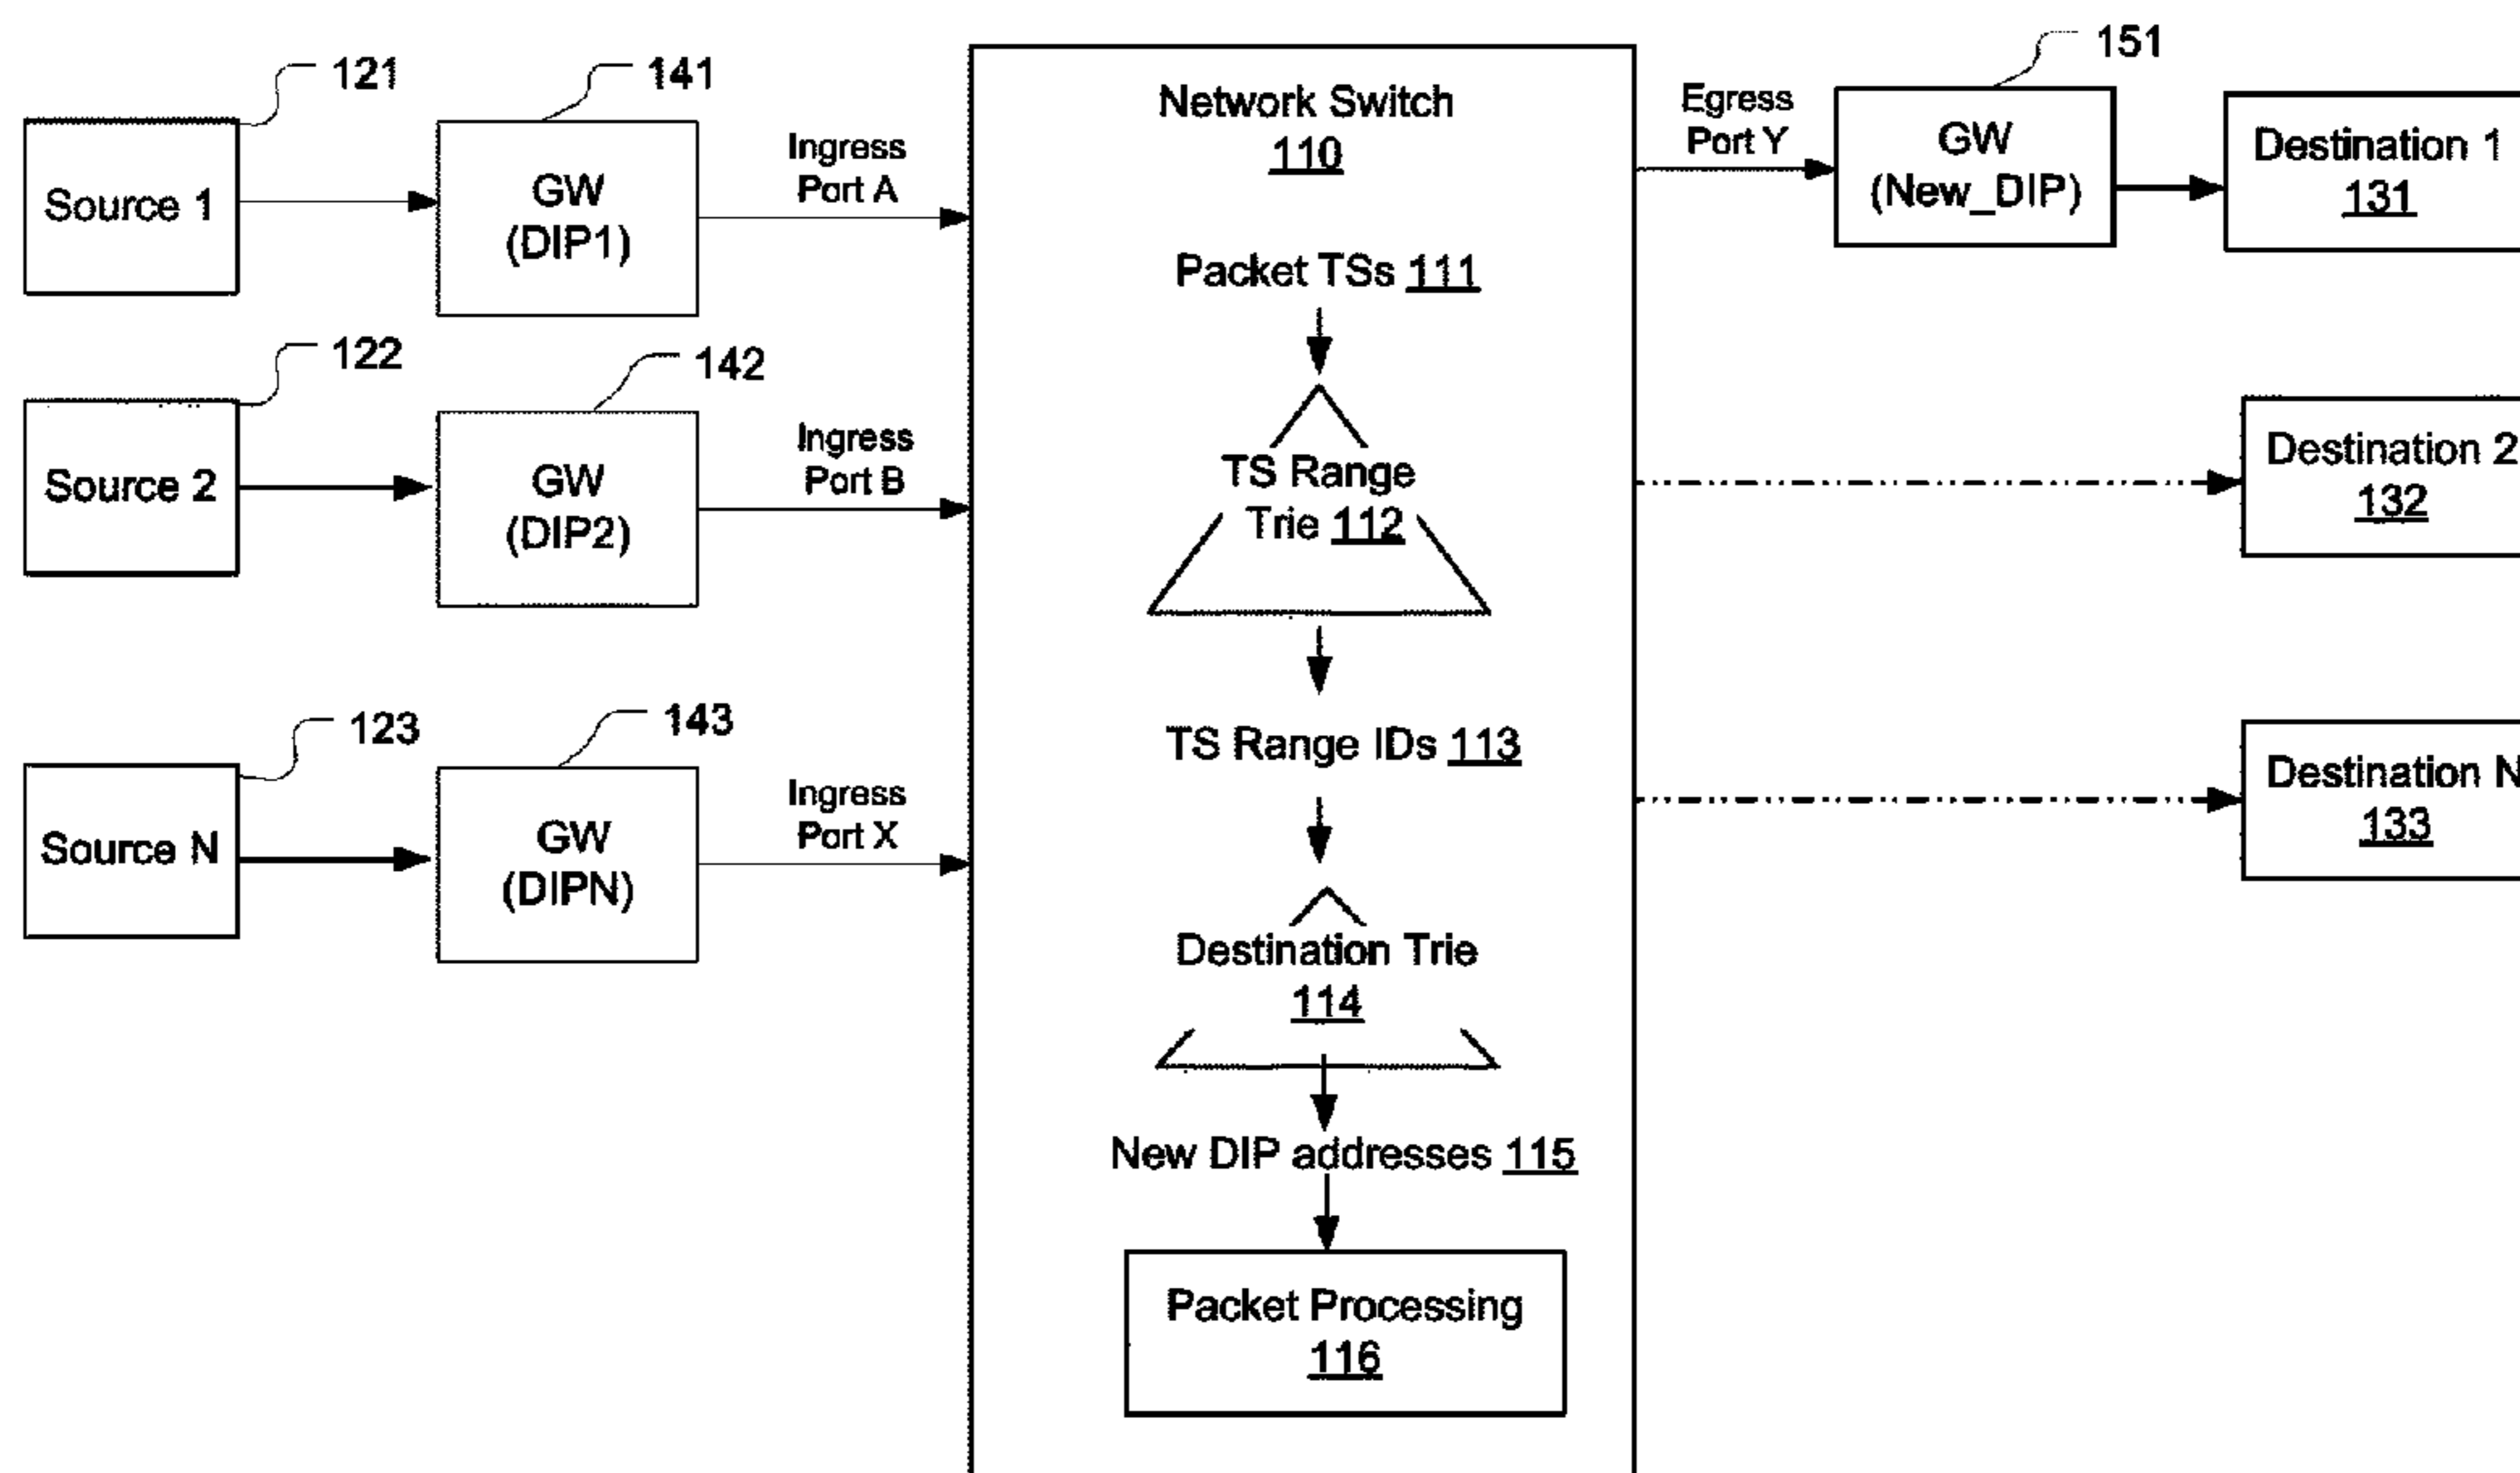 121
Source 1
141
GW
(DIP1)
Ingress
Port A
122
Source 2
142
GW
(DIP2)
Ingress
Port B
123
Source N
143
GW
(DIPN)
Ingress
Port X
Network Switch
110
Packet TSs 111
TS Range
Trie 112
TS Range IDs 113
Destination Trie
114
New DIP addresses 115
Packet Processing
116
Egress
Port Y
151
GW
(New_DIP)
Destination 1
131
Destination 2
132
Destination N
133